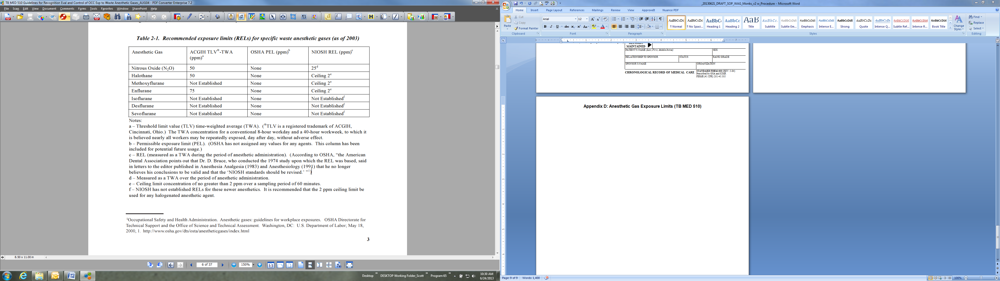 TB MED 510 Guidelines for Recognition Eval and Control of OCC Exp to Waste Anesthetic Gases_AUG04 - PDF Converter Enterprise 7.2
File Scan Edit View Document Comments Forms Tools Favorites Window SharePoint Help
Table 2-1. Recommended exposure limits (RELs) for specific waste anesthetic gases (as of 2003)
Anesthetic Gas ACGIH TLV®-TWA (ppm)a OSHA PEL (ppm)b NIOSH REL (ppm)c
Nitrous Oxide (N2O) 50 None 25d
Halothane 50 None Ceiling 2e
Methoxyflurane Not Established None Ceiling 2e
Enflurane 75 None Ceiling 2e
Isoflurane Not Established None Not Establishedf
Desflurane Not Established None Not Establishedf
Sevoflurane Not Established None Not Establishedf
Notes:
a – Threshold limit value (TLV) time-weighted average (TWA). (®TLV is a registered trademark of ACGIH,
Cincinnati, Ohio.) The TWA concentration for a conventional 8-hour workday and a 40-hour workweek, to which it
is believed nearly all workers may be repeatedly exposed, day after day, without adverse effect.
b – Permissible exposure limit (PEL). (OSHA has not assigned any values for any agents. This column has been
included for potential future usage.)
c – REL (measured as a TWA during the period of anesthetic administration). (According to OSHA, “the American
Dental Association points out that Dr. D. Bruce, who conducted the 1974 study upon which the REL was based, said
in letters to the editor published in Anesthesia Analgesia (1983) and Anesthesiology (1991) that he no longer
believes his conclusions to be valid and that the ‘NIOSH standards should be revised.’ ”1)
d – Measured as a TWA over the period of anesthetic administration.
e – Ceiling limit concentration of no greater than 2 ppm over a sampling period of 60 minutes.
f – NIOSH has not established RELs for these newer anesthetics. It is recommended that the 2 ppm ceiling limit be
used for any halogenated anesthetic agent.
1Occupational Safety and Health Administration. Anesthetic gases: guidelines for workplace exposures. OSHA Directorate for
Technical Support and the Office of Science and Technical Assessment. Washington, DC: U.S. Department of Labor; May 18,
2000, 1. http://www.osha.gov/dts/osta/anestheticgases/index.html
3
8.50 x 11.00 in
6 of 37 150%
Desktop DESKTOP Working Folder_Scott Program 65 10:30 AM
6/24/2013
_20130621_DRAFT_SOP_WAG_Monks_v2 w_Procedure - Microsoft Word
Home Insert Page Layout References Mailings Review View ApproveIt Nuance PDF
Paste Cut Copy Format Painter
Arial 12
¶ Normal ¶ No Spaci... Heading 1 Heading 2 Title Subtitle Subtle Em... Emphasis Intense E... Strong Quote Intense Q... Subtle Ref... Intense R... Book Title
Change Styles Find Replace Select
Clipboard Font Paragraph Styles Editing
RECORDS
MAINTAINED
PATIENT'S NAME (Last, First, Middle Initial) SEX
RELATIONSHIP TO SPONSOR STATUS RANK/GRADE
SPONSOR'S NAME ORGANIZATION
CHRONOLOGICAL RECORD OF MEDICAL CARE STANDARD FORM 600 (REV. 5-84)
Prescribed by GSA and ICMR
FIRMR (41 CFR) 201-45.505
Appendix D: Anesthetic Gas Exposure Limits (TB MED 510)
Page: 9 of 9 Words: 1,400 100%